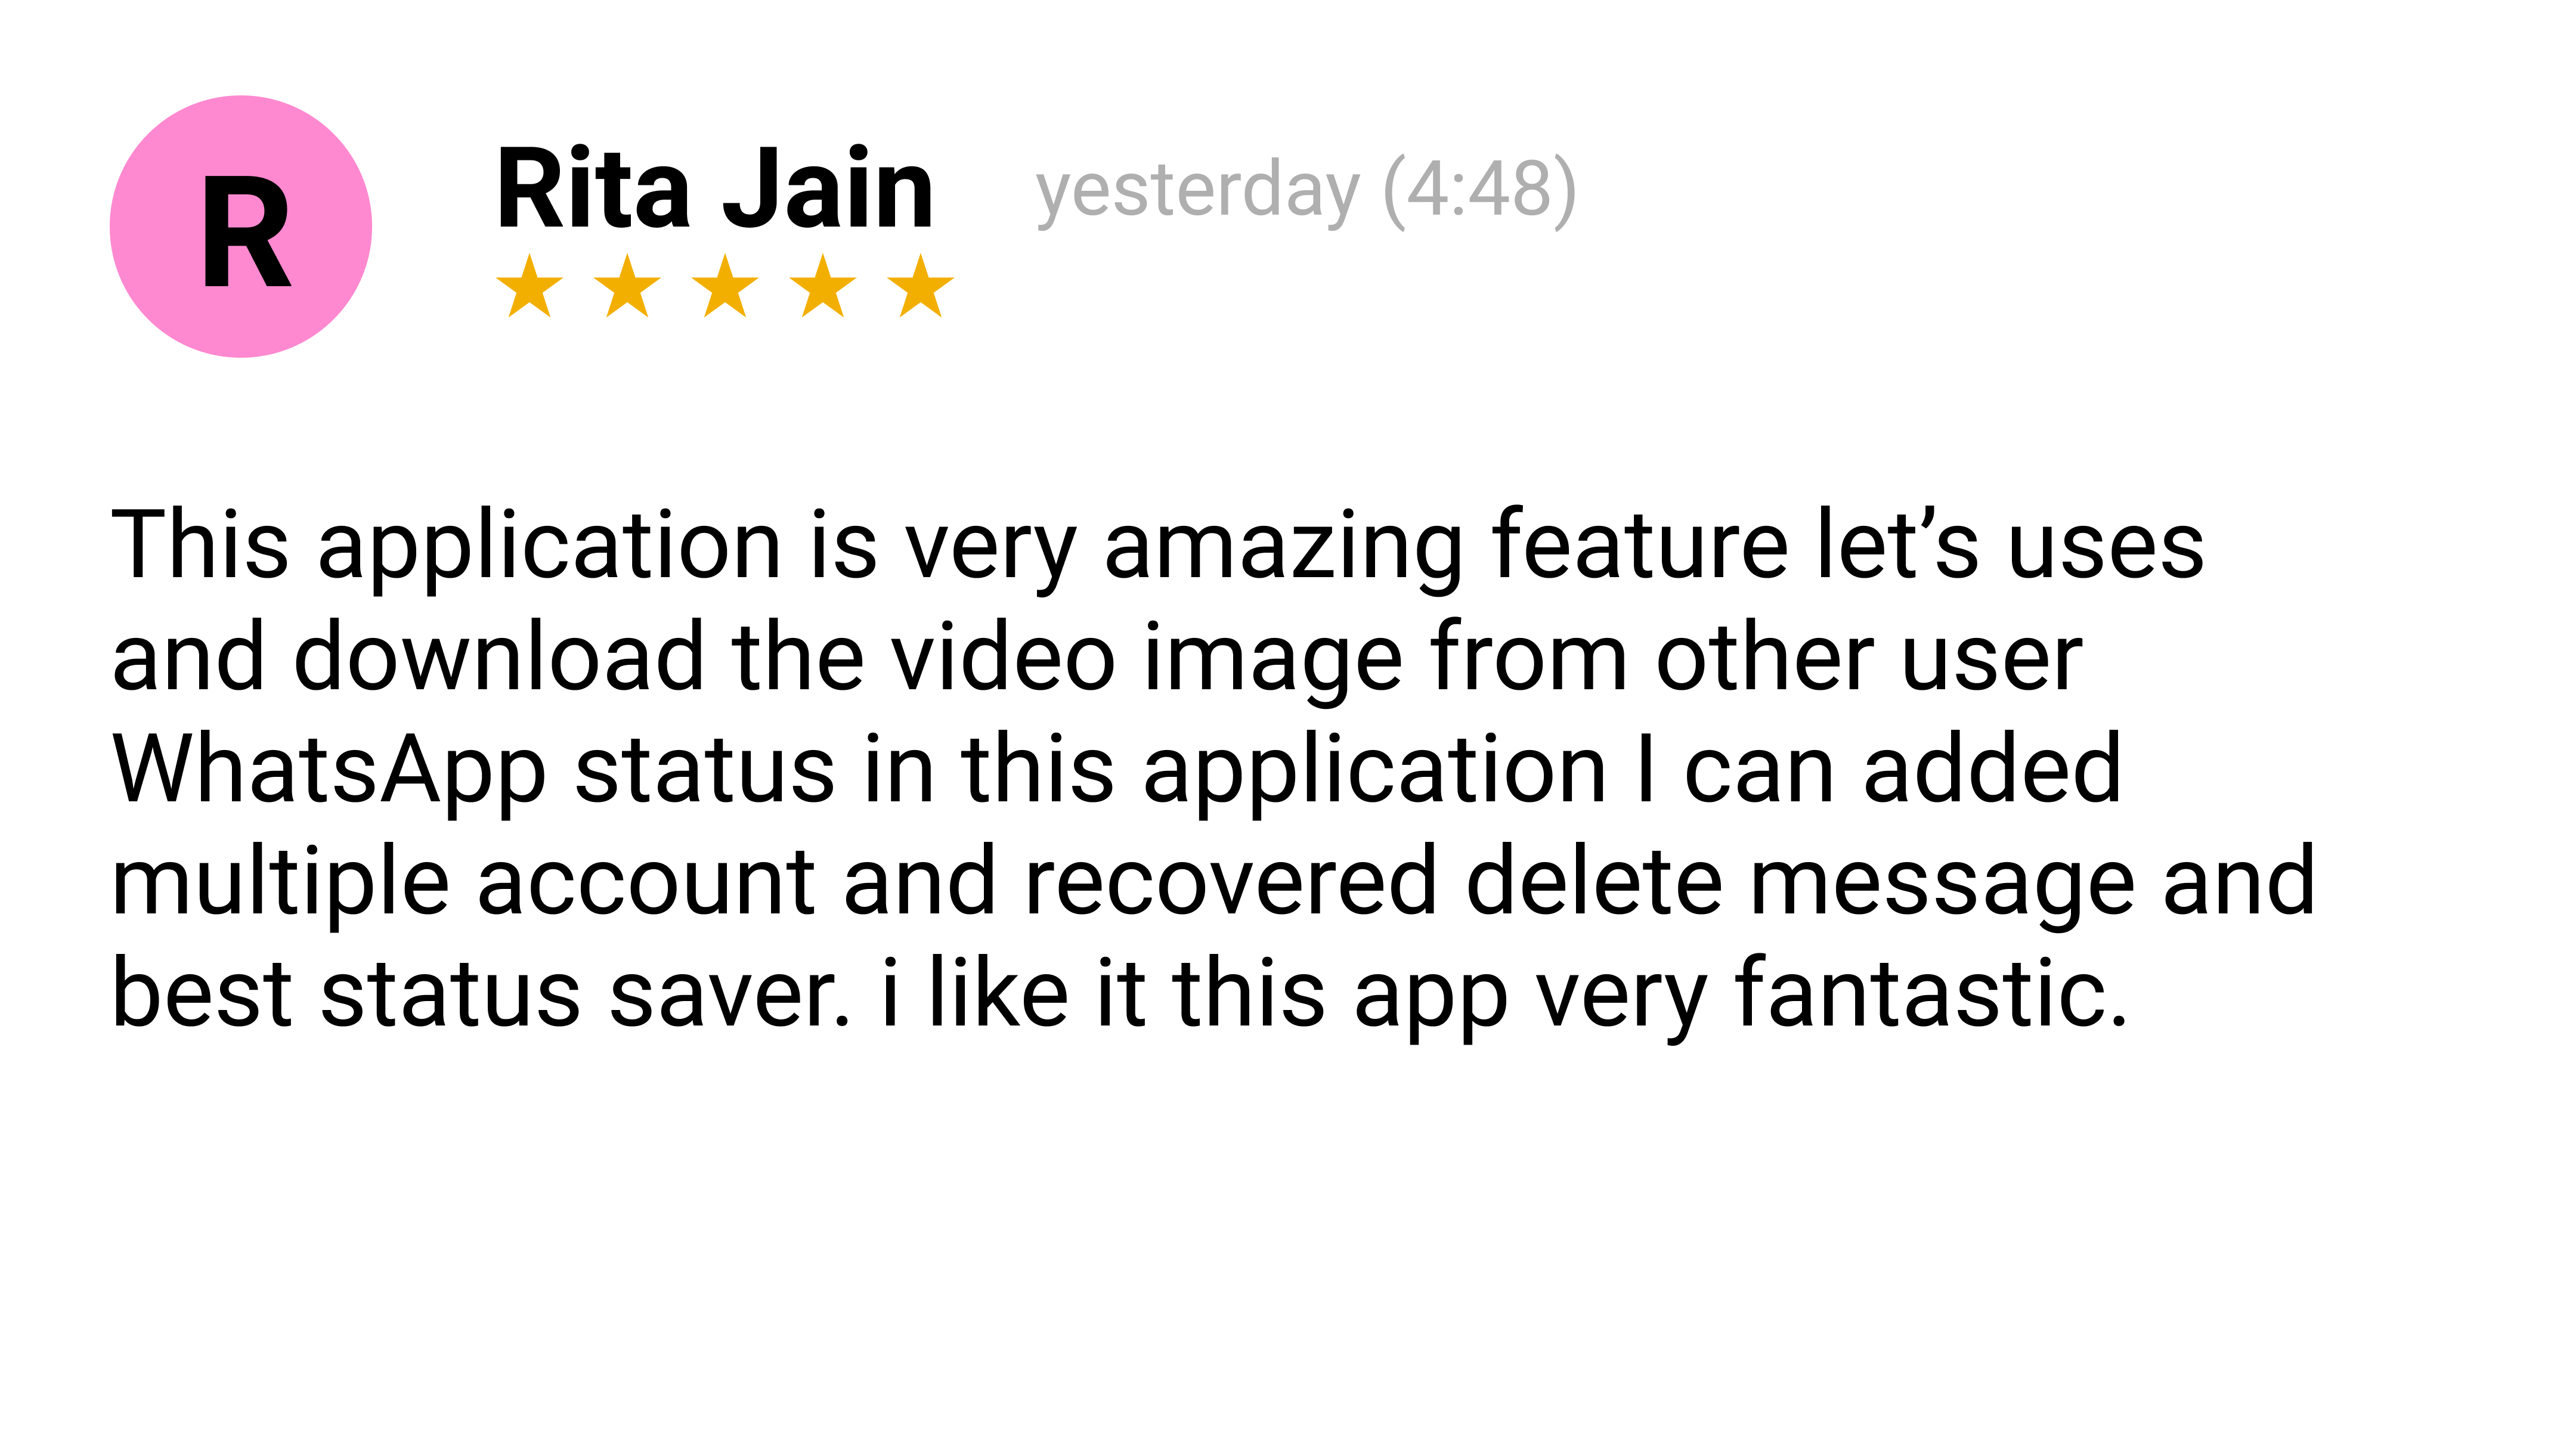 R
Rita Jain yesterday (4:48)
This application is very amazing feature let’s uses
and download the video image from other user
WhatsApp status in this application I can added
multiple account and recovered delete message and
best status saver. i like it this app very fantastic.